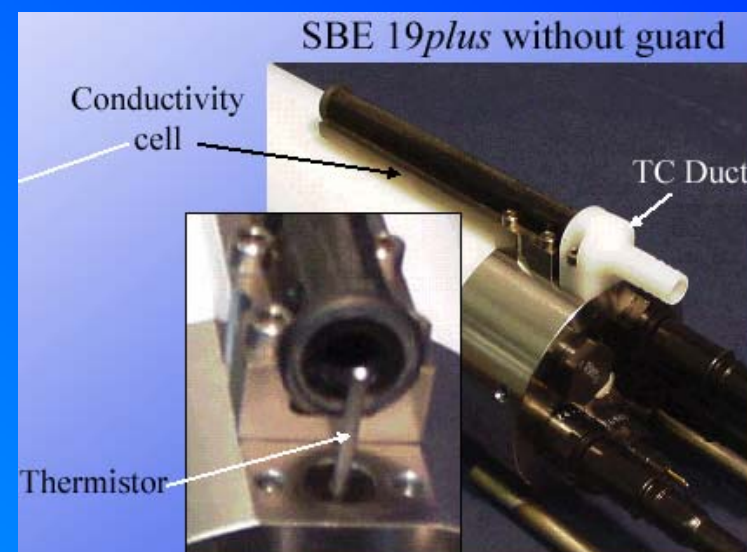 SBE 19plus without guard
Conductivity
cell
TC Duct
Thermistor